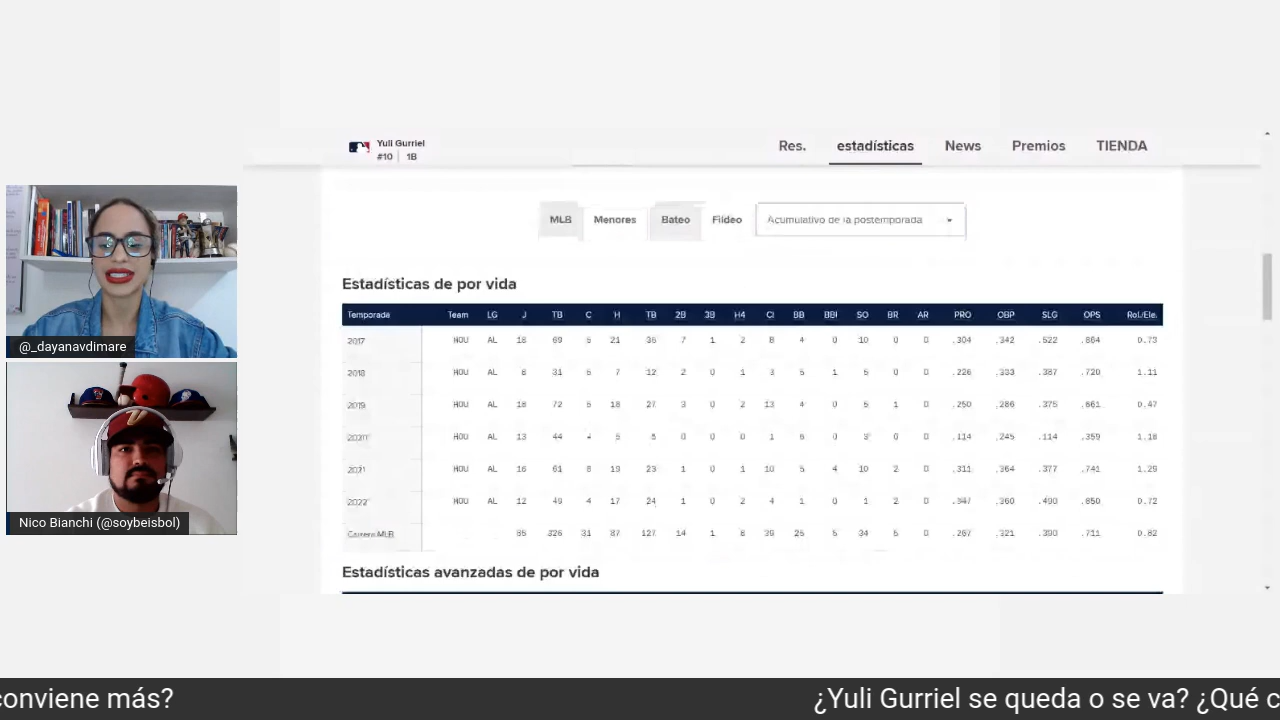 Yuli Gurriel
#10 | 1B
Res. estadísticas News Premios TIENDA
MLB Menores Bateo Fildeo Acumulativo de la postemporada
Estadísticas de por vida
Temporada Team LG J TB C H TB 2B 3B H4 CI BB BBI SO BR AR PRO OBP SLG OPS Rol./Ele.
2017 HOU AL 18 69 21 36 7 1 2 8 4 0 10 0 0 .304 .342 .522 .864 0.73
2018 HOU AL 8 31 7 12 2 0 1 3 5 1 5 0 0 .226 .333 .387 .720 1.11
2019 HOU AL 18 72 18 27 3 0 2 13 4 0 5 1 0 .250 .286 .375 .661 0.47
2020 HOU AL 13 44 5 5 0 0 0 1 6 0 3 0 0 .114 .245 .114 .359 1.18
2021 HOU AL 16 61 8 19 23 1 0 1 10 5 4 10 2 0 .311 .364 .377 .741 1.29
2022 HOU AL 12 49 4 17 24 1 0 2 4 1 0 1 2 0 .347 .360 .490 .850 0.72
Carrera MLB 85 326 31 87 127 14 1 8 39 25 5 34 5 0 .267 .321 .390 .711 0.82
Estadísticas avanzadas de por vida
@_dayanavdimare
Nico Bianchi (@soybeisbol)
conviene más? ¿Yuli Gurriel se queda o se va? ¿Qué c